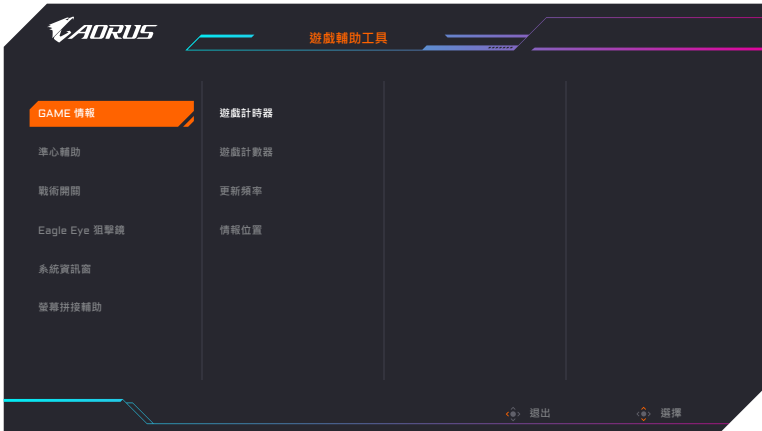 AORUS
遊戲輔助工具
GAME 情報
遊戲計時器
準心輔助
遊戲計數器
戰術開關
更新頻率
Eagle Eye 狙擊鏡
情報位置
系統資訊窗
螢幕拼接輔助
退出
選擇